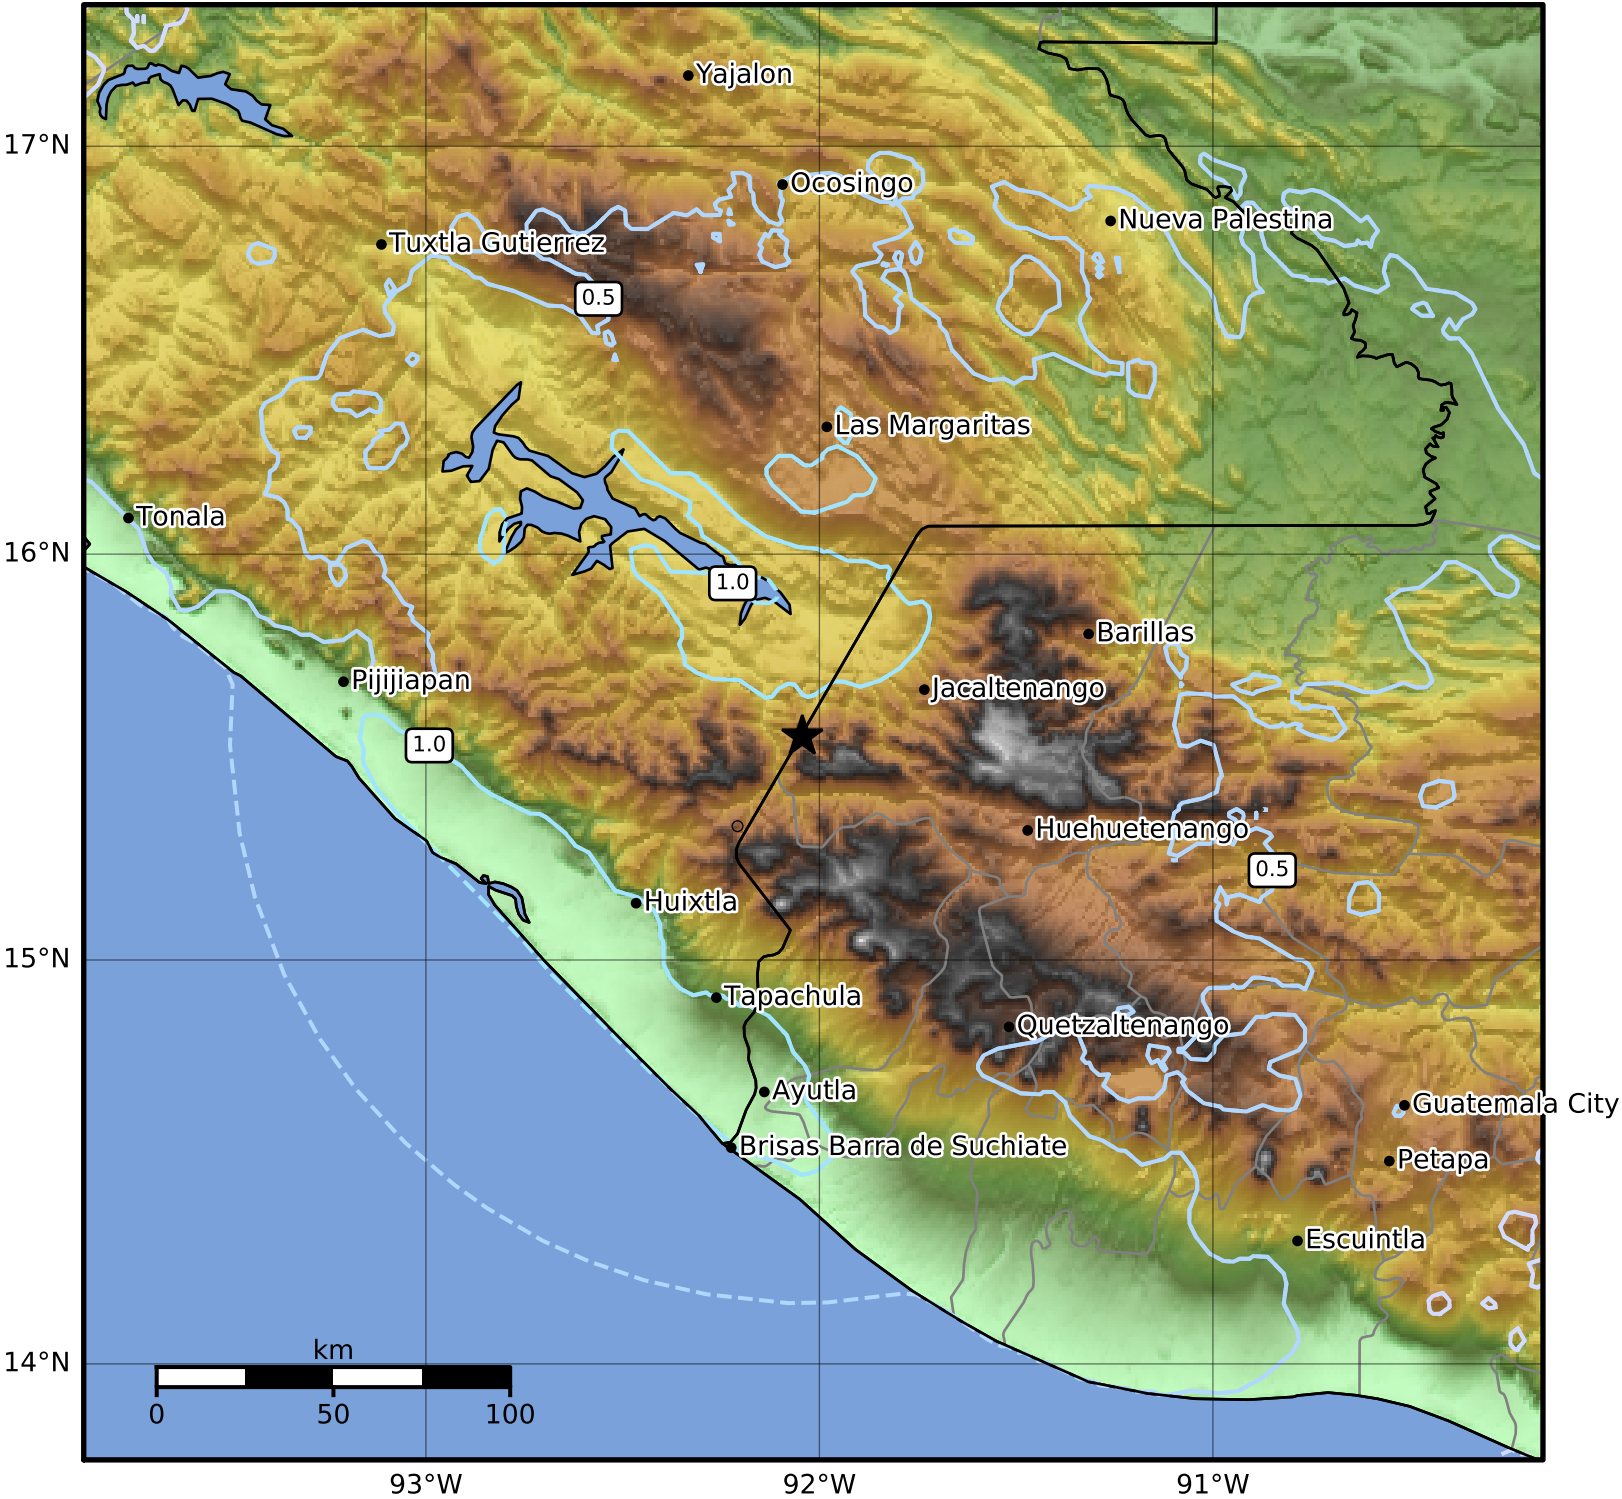 Yajalon
17°N
Ocosingo
Nueva Palestina
Tuxtla Gutierrez
0.5
Las Margaritas
Tonala
16°N
1.0
Barillas
Pijijiapan
Jacaltenango
1.0
Huehuetenango
0.5
Huixtla
15°N
Tapachula
Quetzaltenango
Ayutla
Guatemala City
Brisas Barra de Suchiate
Petapa
Escuintla
km
14°N
0 50 100
93°W 92°W 91°W